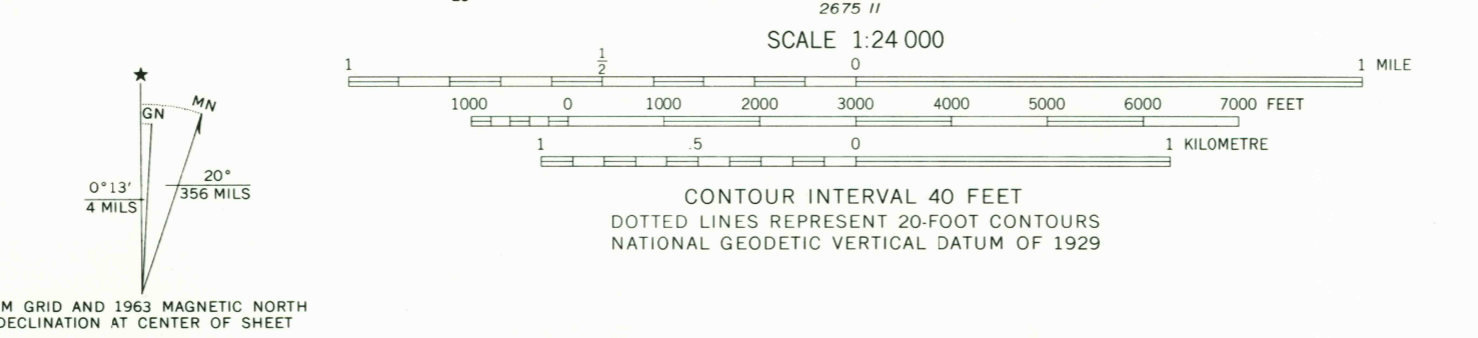 2675 II
SCALE 1:24 000
1 1/2 0 1 MILE
1000 0 1000 2000 3000 4000 5000 6000 7000 FEET
1 .5 0 1 KILOMETRE
CONTOUR INTERVAL 40 FEET
DOTTED LINES REPRESENT 20-FOOT CONTOURS
NATIONAL GEODETIC VERTICAL DATUM OF 1929
★
GN
MN
0°13′
4 MILS
20°
356 MILS
M GRID AND 1963 MAGNETIC NORTH
DECLINATION AT CENTER OF SHEET